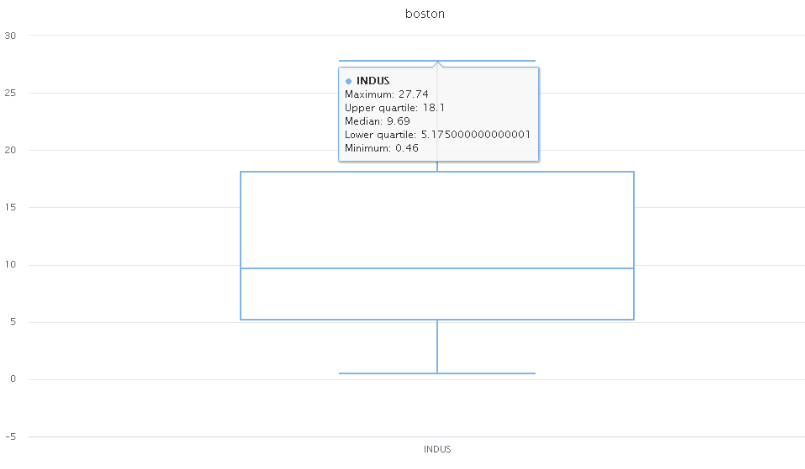 boston
30
25
20
15
10
5
0
-5
● INDUS
Maximum: 27.74
Upper quartile: 18.1
Median: 9.69
Lower quartile: 5.175000000000001
Minimum: 0.46
INDUS